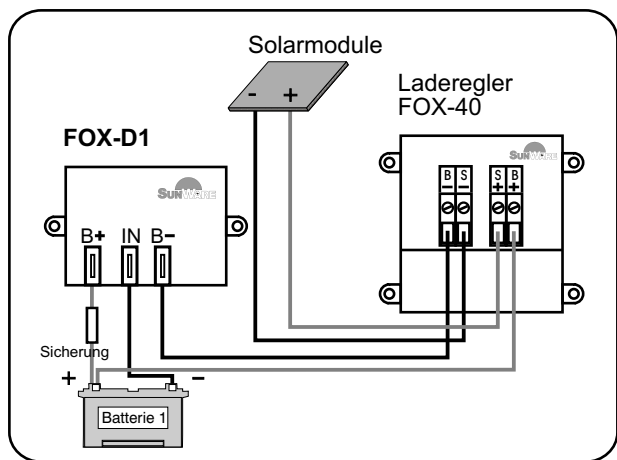 Solarmodule
- +
Laderegler
FOX-40
FOX-D1
SUNWARE
SUNWARE
B S S B
− − + +
B+ IN B−
Sicherung
+ −
Batterie 1